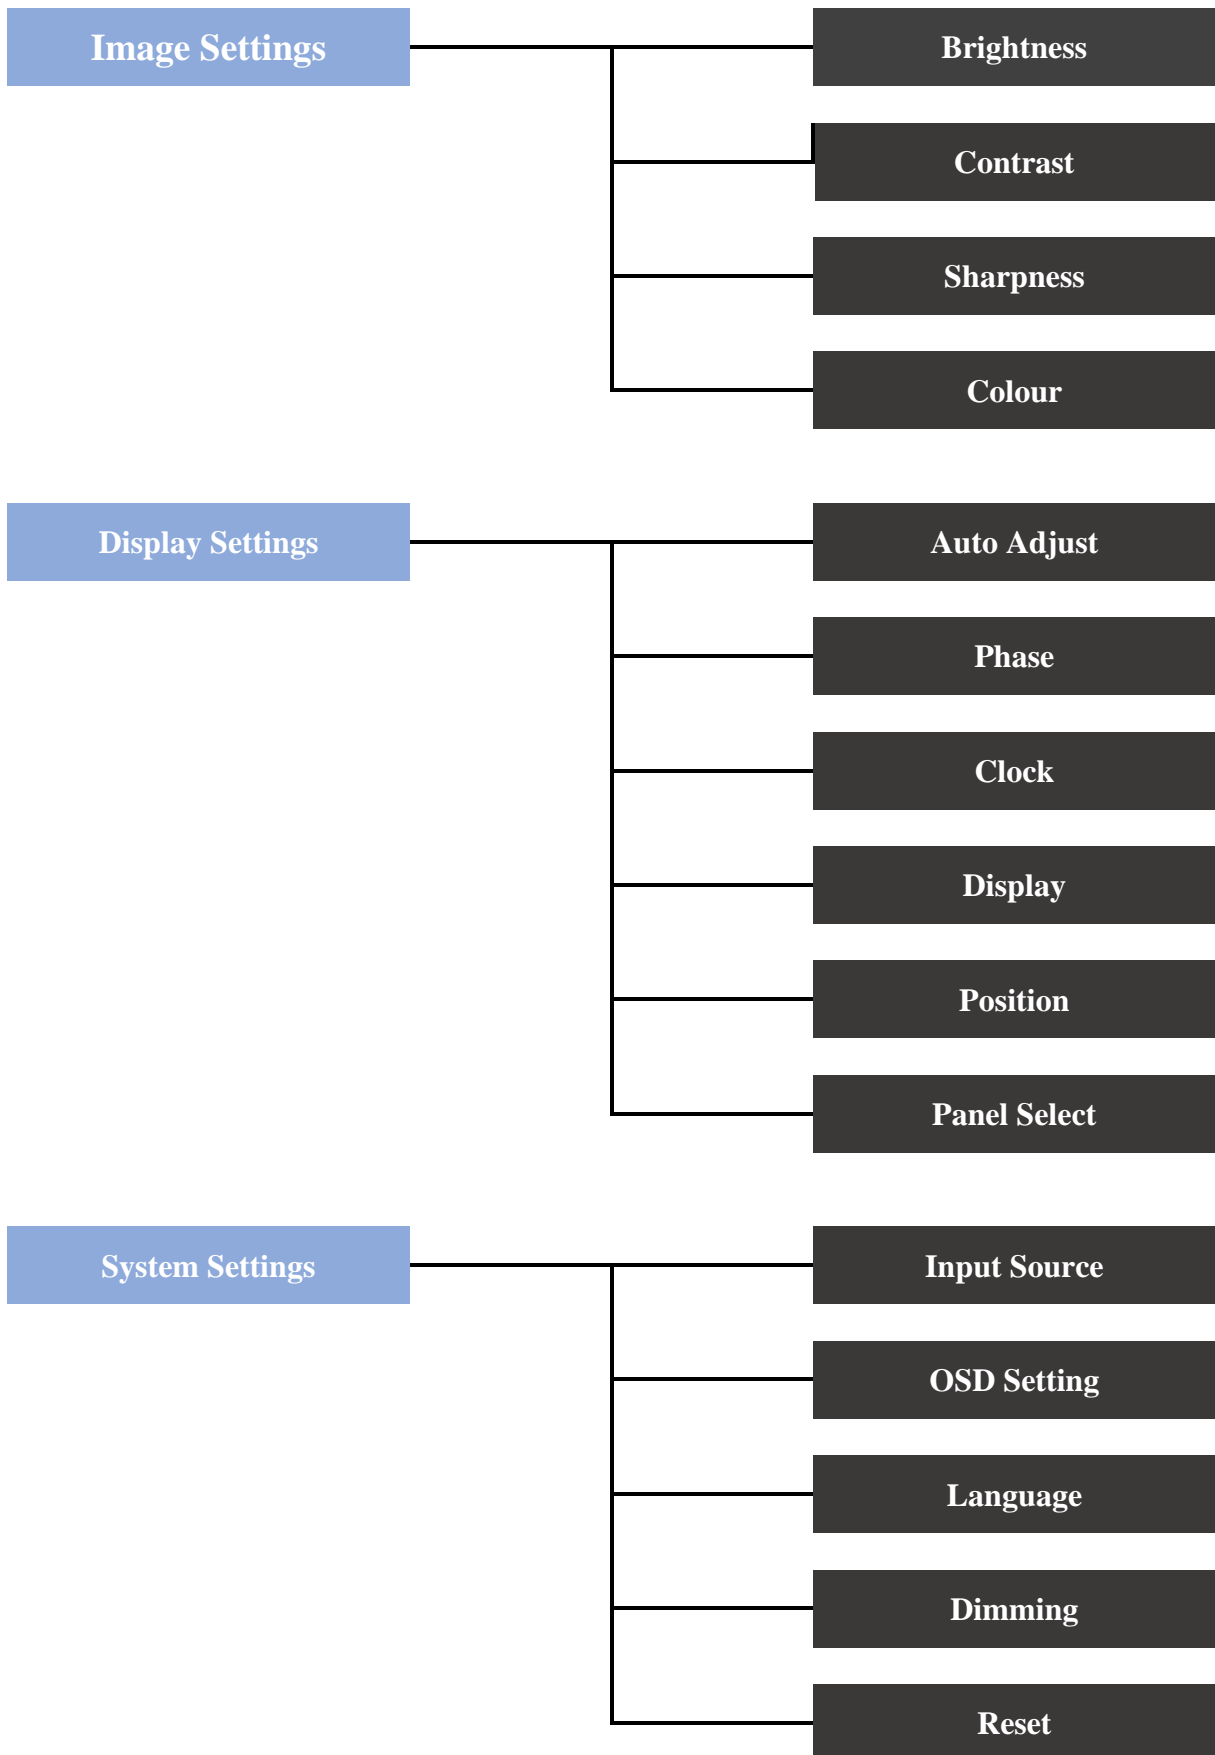 Image Settings
Brightness
Contrast
Sharpness
Colour
Display Settings
Auto Adjust
Phase
Clock
Display
Position
Panel Select
System Settings
Input Source
OSD Setting
Language
Dimming
Reset